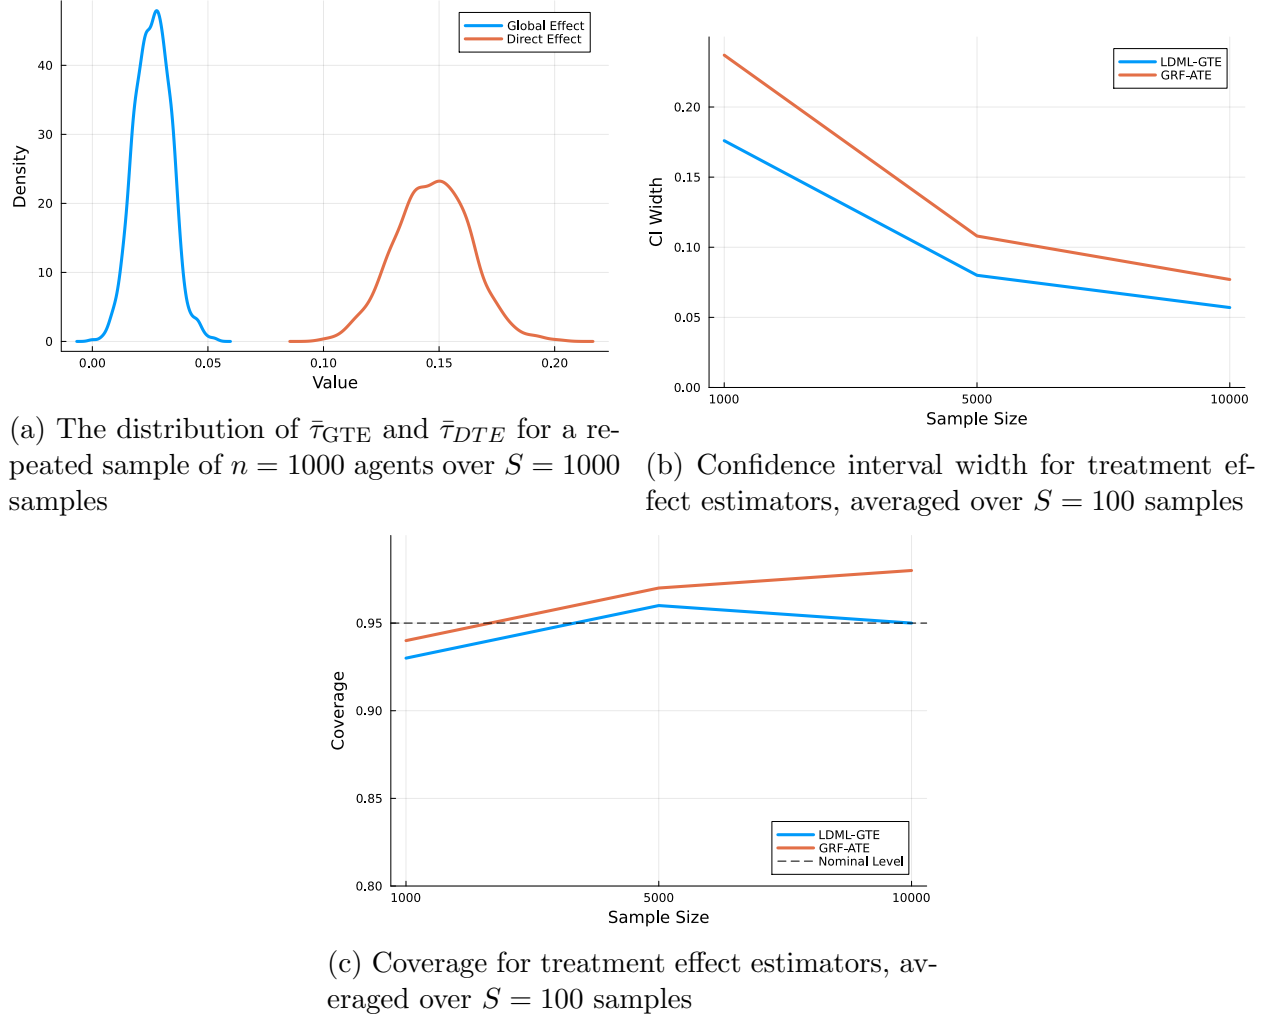 Global Effect
Direct Effect
40
30
20
10
0
Density
0.00
0.05
0.10
0.15
0.20
Value
(a) The distribution of τ̄GTE and τ̄DTE for a re-
peated sample of n = 1000 agents over S = 1000
samples
LDML-GTE
GRF-ATE
0.20
0.15
0.10
0.05
0.00
CI Width
1000
5000
10000
Sample Size
(b) Confidence interval width for treatment ef-
fect estimators, averaged over S = 100 samples
0.95
0.90
0.85
0.80
Coverage
LDML-GTE
GRF-ATE
Nominal Level
1000
5000
10000
Sample Size
(c) Coverage for treatment effect estimators, av-
eraged over S = 100 samples